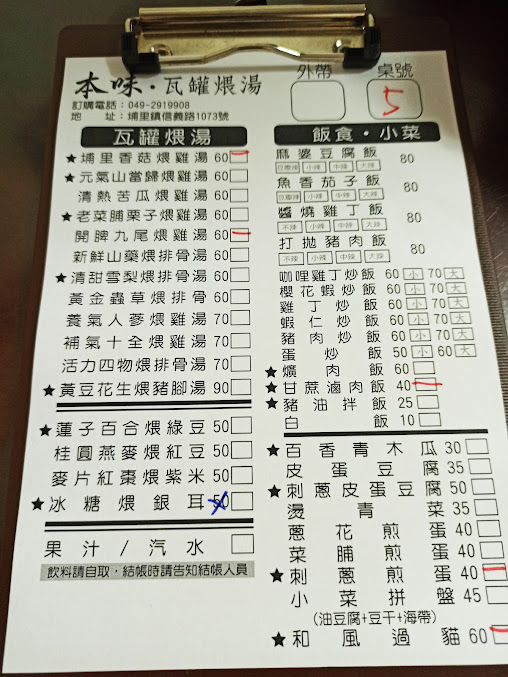 本味·瓦罐煨湯
訂購電話：049-2919908
地　　址：埔里鎮信義路1073號
外帶
桌號
5
瓦罐煨湯
★埔里香菇煨雞湯 60
★元氣山當歸煨雞湯 60
清熱苦瓜煨雞湯 60
★老菜脯栗子煨雞湯 60
開脾九尾煨雞湯 60
新鮮山藥煨排骨湯 60
★清甜雪梨煨排骨湯 60
黃金蟲草煨排骨 60
養氣人蔘煨雞湯 70
補氣十全煨雞湯 70
活力四物煨排骨湯 70
★黃豆花生煨豬腳湯 90
★蓮子百合煨綠豆 50
桂圓燕麥煨紅豆 50
麥片紅棗煨紫米 50
★冰糖煨銀耳 50
果汁/汽水
飲料請自取，結帳時請告知結帳人員
飯食·小菜
麻婆豆腐飯 80
豆瓣辣 小辣 中辣 大辣
魚香茄子飯 80
豆瓣辣 小辣 中辣 大辣
醬燒雞丁飯 80
不辣 小辣 中辣 大辣
打拋豬肉飯 80
不辣 小辣 中辣 大辣
咖哩雞丁炒飯 60 小 70 大
櫻花蝦炒飯 60 小 70 大
雞丁炒飯 60 小 70 大
蝦仁炒飯 60 小 70 大
豬肉炒飯 60 小 70 大
蛋炒飯 50 小 60 大
★爌肉飯 60
★甘蔗滷肉飯 40
★豬油拌飯 25
白飯 10
★百香青木瓜 30
皮蛋豆腐 35
★刺蔥皮蛋豆腐 50
燙青菜 35
蔥花煎蛋 40
菜脯煎蛋 40
★刺蔥煎蛋 40
小菜拼盤 45
(油豆腐+豆干+海帶)
★和風過貓 60